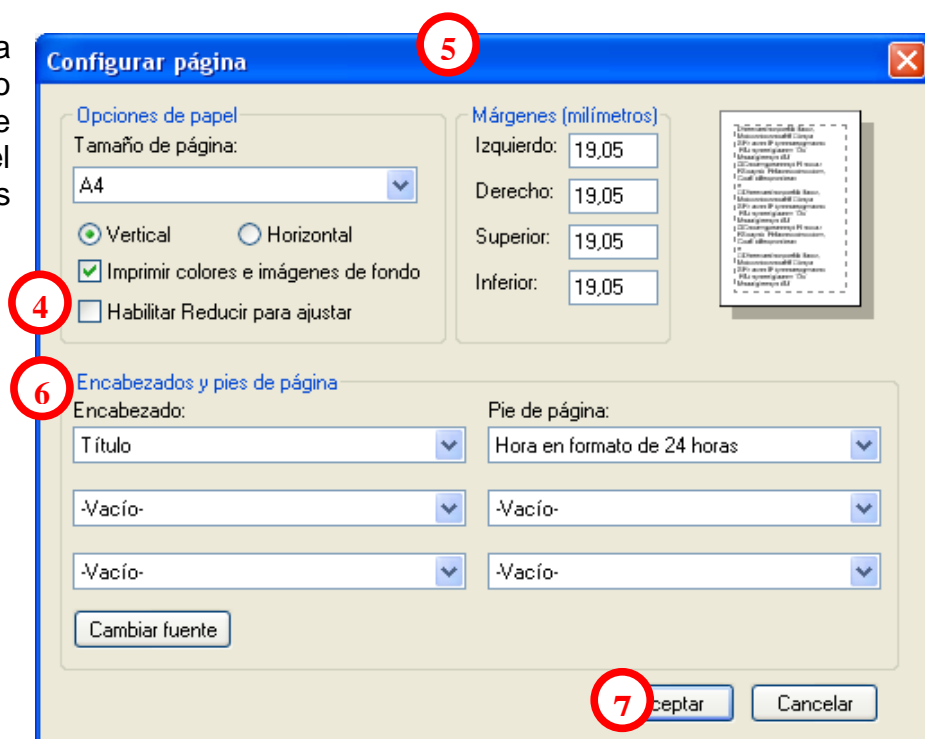 a
o
e
el
s
5
Configurar página
Opciones de papel
Tamaño de página:
A4
Vertical Horizontal
Imprimir colores e imágenes de fondo
4
Habilitar Reducir para ajustar
Márgenes (milímetros)
Izquierdo: 19,05
Derecho: 19,05
Superior: 19,05
Inferior: 19,05
6
Encabezados y pies de página
Encabezado: Pie de página:
Título Hora en formato de 24 horas
-Vacío- -Vacío-
-Vacío- -Vacío-
Cambiar fuente
7
ceptar Cancelar